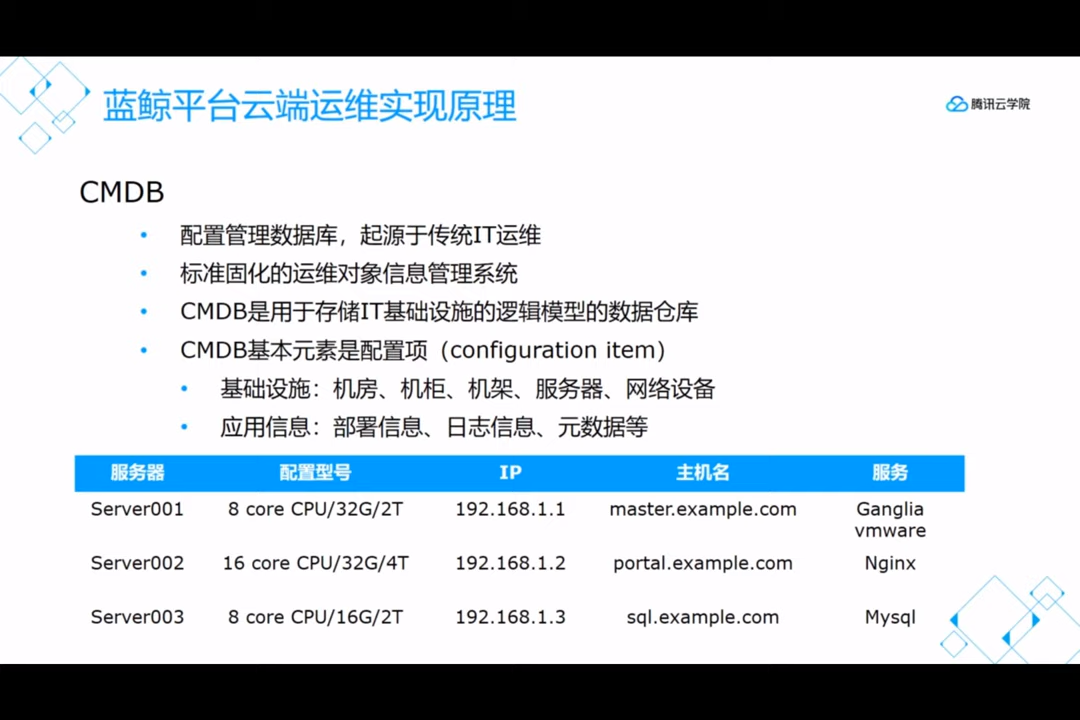 蓝鲸平台云端运维实现原理
腾讯云学院
CMDB
• 配置管理数据库，起源于传统IT运维
• 标准固化的运维对象信息管理系统
• CMDB是用于存储IT基础设施的逻辑模型的数据仓库
• CMDB基本元素是配置项（configuration item）
• 基础设施：机房、机柜、机架、服务器、网络设备
• 应用信息：部署信息、日志信息、元数据等
服务器 配置型号 IP 主机名 服务
Server001 8 core CPU/32G/2T 192.168.1.1 master.example.com Ganglia
vmware
Server002 16 core CPU/32G/4T 192.168.1.2 portal.example.com Nginx
Server003 8 core CPU/16G/2T 192.168.1.3 sql.example.com Mysql